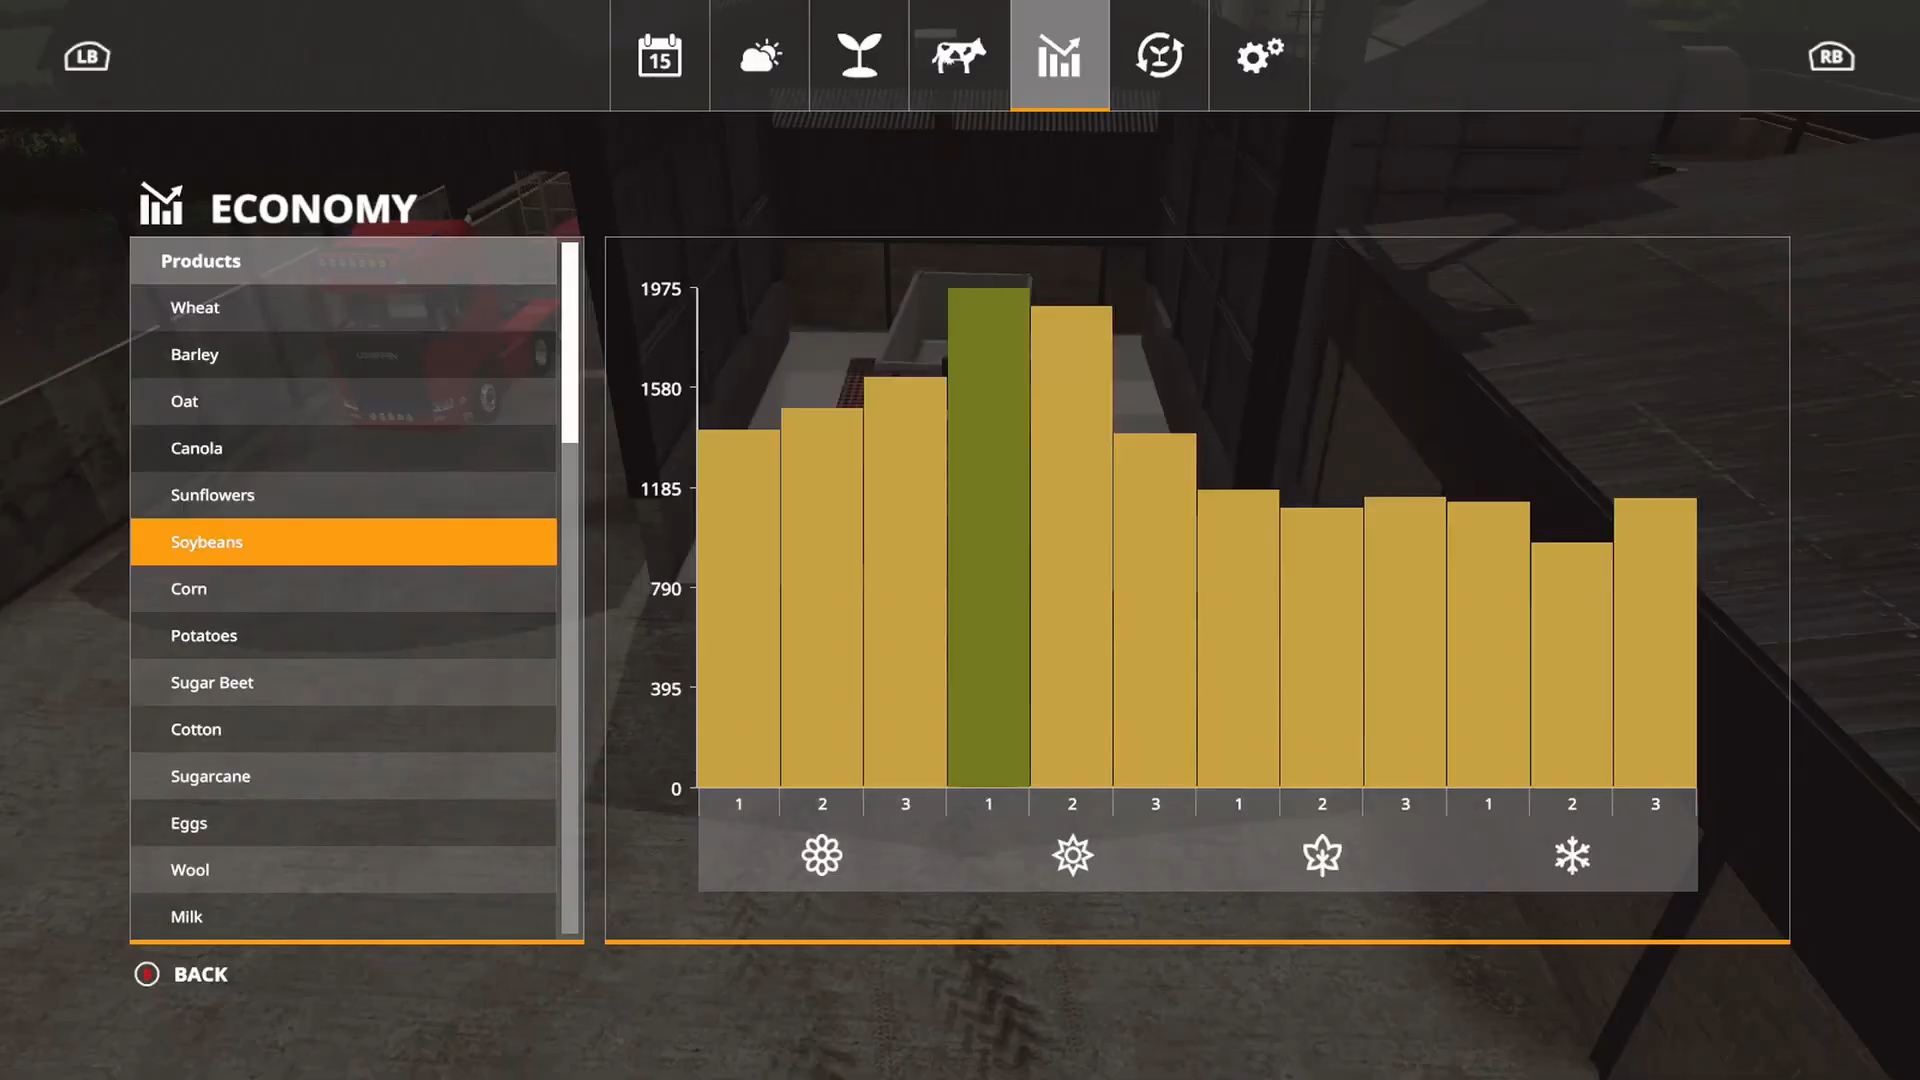 LB
15
RB
ECONOMY
Products
Wheat
Barley
Oat
Canola
Sunflowers
Soybeans
Corn
Potatoes
Sugar Beet
Cotton
Sugarcane
Eggs
Wool
Milk
1975
1580
1185
790
395
0
1 2 3 1 2 3 1 2 3 1 2 3
B BACK